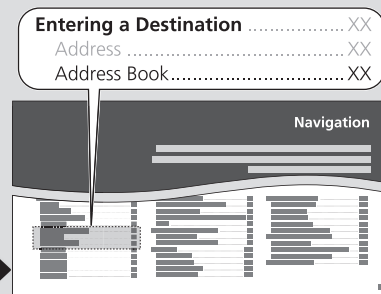 Entering a Destination ................ XX
Address ................................ XX
Address Book ........................... XX
Navigation